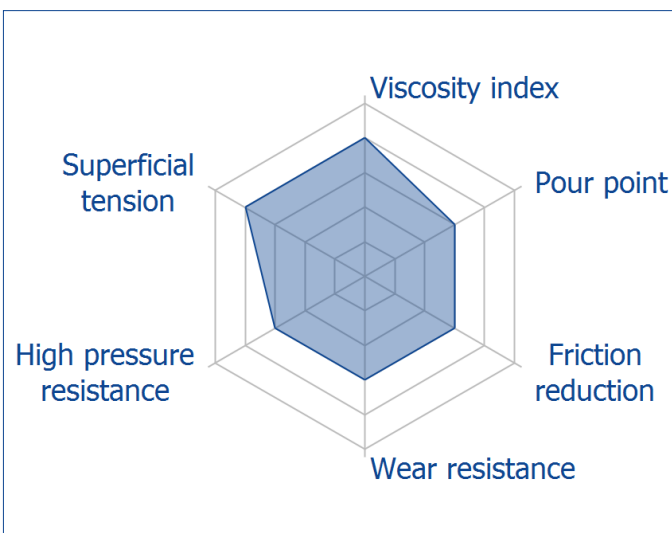 Viscosity index
Superficial
tension
Pour point
High pressure
resistance
Friction
reduction
Wear resistance